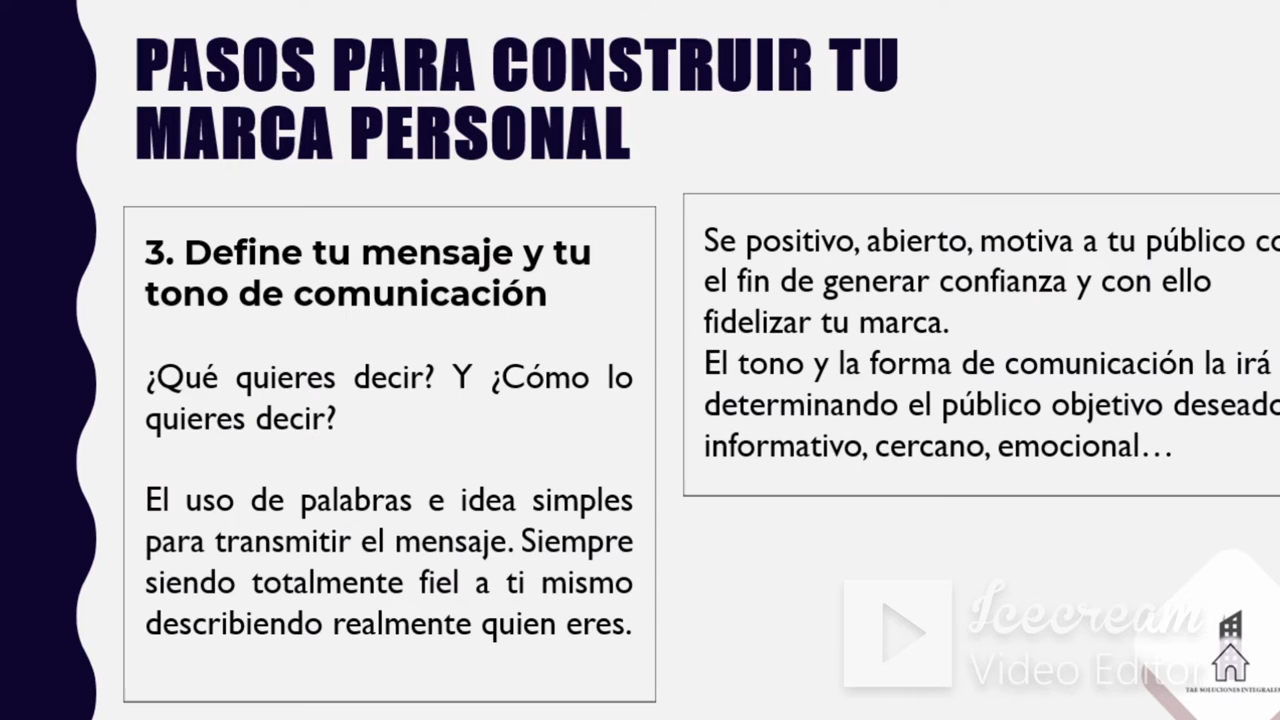 PASOS PARA CONSTRUIR TU
MARCA PERSONAL
3. Define tu mensaje y tu
tono de comunicación
¿Qué quieres decir? Y ¿Cómo lo
quieres decir?
El uso de palabras e idea simples
para transmitir el mensaje. Siempre
siendo totalmente fiel a ti mismo
describiendo realmente quien eres.
Se positivo, abierto, motiva a tu público
el fin de generar confianza y con ello
fidelizar tu marca.
El tono y la forma de comunicación la irá
determinando el público objetivo deseado
informativo, cercano, emocional…
Icecream
Video Editor
T&E SOLUCIONES INTEGRALES